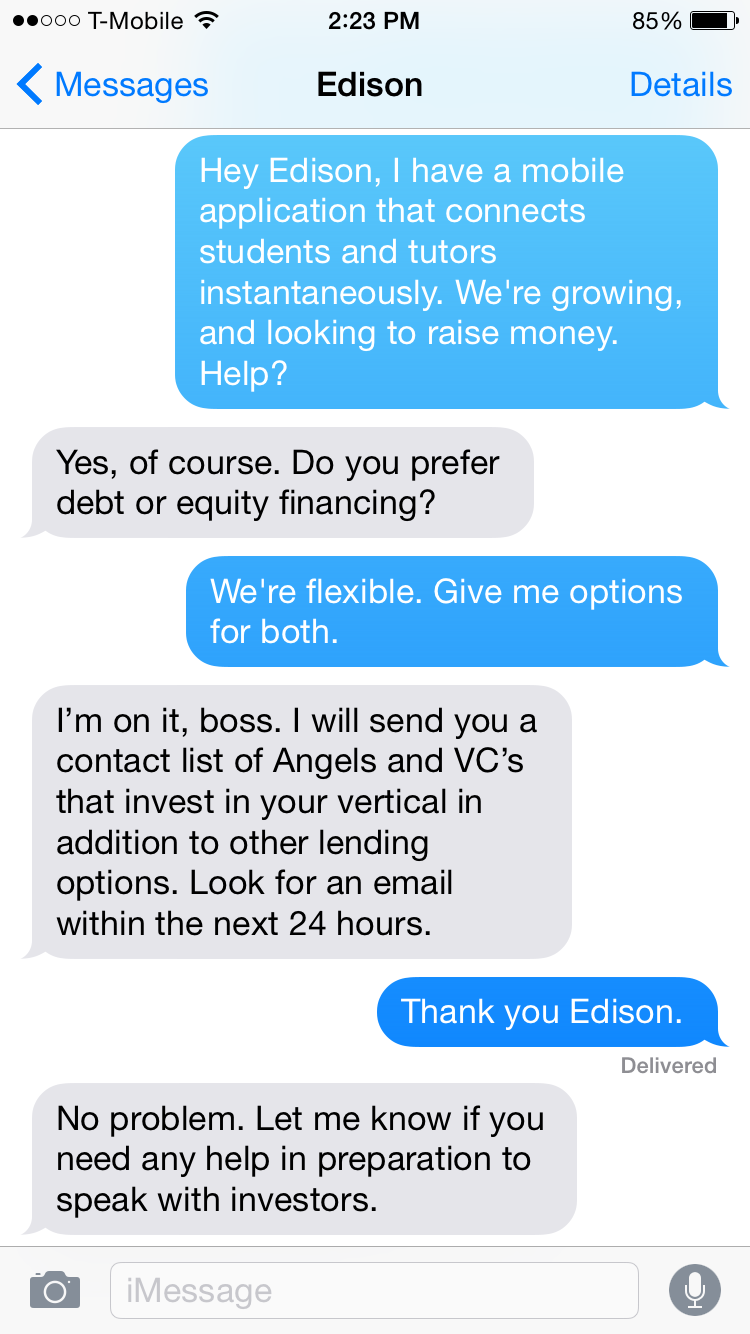 T-Mobile 2:23 PM 85%
Messages Edison Details
Hey Edison, I have a mobile
application that connects
students and tutors
instantaneously. We're growing,
and looking to raise money.
Help?
Yes, of course. Do you prefer
debt or equity financing?
We're flexible. Give me options
for both.
I’m on it, boss. I will send you a
contact list of Angels and VC’s
that invest in your vertical in
addition to other lending
options. Look for an email
within the next 24 hours.
Thank you Edison.
Delivered
No problem. Let me know if you
need any help in preparation to
speak with investors.
iMessage